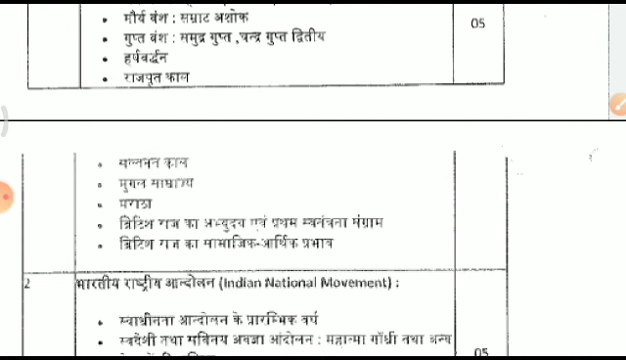 • मौर्य वंश : सम्राट अशोक
05
• गुप्त वंश : समुद्र गुप्त ,चन्द्र गुप्त द्वितीय
• हर्षवर्द्धन
• राजपूत काल
• सल्तनत काल
• मुगल साम्राज्य
• मराठा
• ब्रिटिश राज का अभ्युदय एवं प्रथम स्वतंत्रता संग्राम
• ब्रिटिश राज का सामाजिक-आर्थिक प्रभाव
2 भारतीय राष्ट्रीय आन्दोलन (Indian National Movement) :
• स्वाधीनता आन्दोलन के प्रारम्भिक वर्ष
• स्वदेशी तथा सविनय अवज्ञा आंदोलन : महात्मा गाँधी तथा अन्य
05